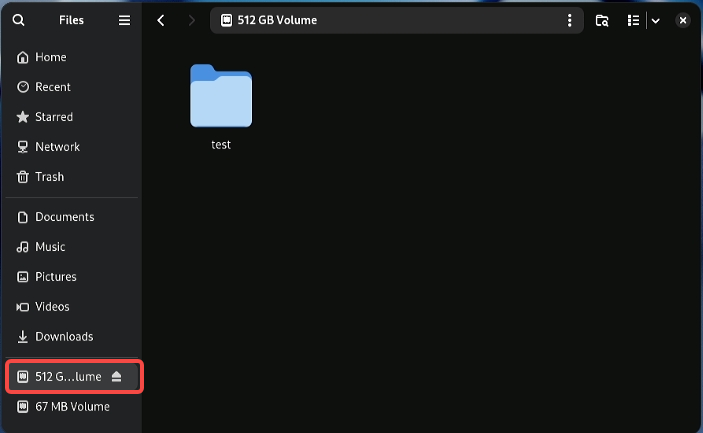 Files
512 GB Volume
Home
Recent
Starred
Network
Trash
Documents
Music
Pictures
Videos
Downloads
512 G...lume
67 MB Volume
test